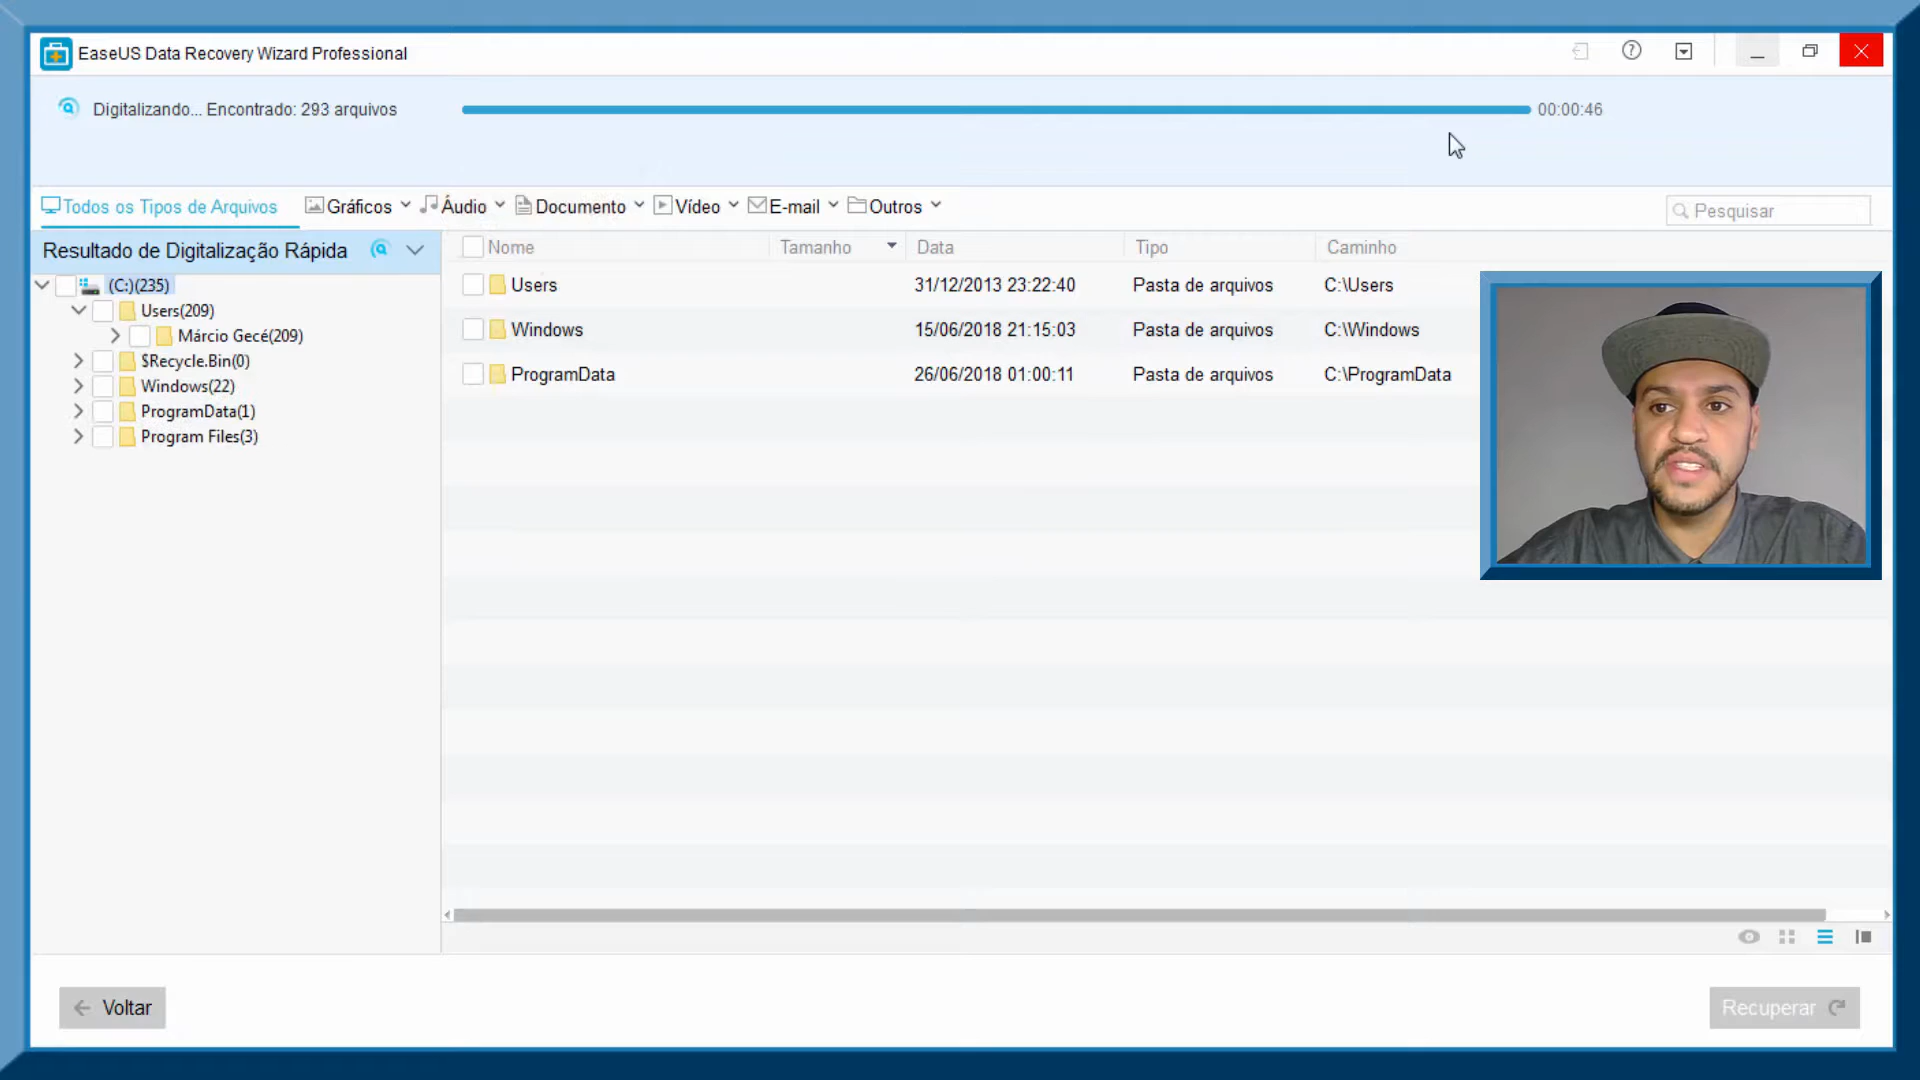 EaseUS Data Recovery Wizard Professional
Digitalizando... Encontrado: 293 arquivos 00:00:46
Todos os Tipos de Arquivos Gráficos Áudio Documento Vídeo E-mail Outros Pesquisar
Resultado de Digitalização Rápida
Nome Tamanho Data Tipo Caminho
(C:)(235)
Users(209)
Márcio Gecé(209)
$Recycle.Bin(0)
Windows(22)
ProgramData(1)
Program Files(3)
Users 31/12/2013 23:22:40 Pasta de arquivos C:\Users
Windows 15/06/2018 21:15:03 Pasta de arquivos C:\Windows
ProgramData 26/06/2018 01:00:11 Pasta de arquivos C:\ProgramData
Voltar Recuperar